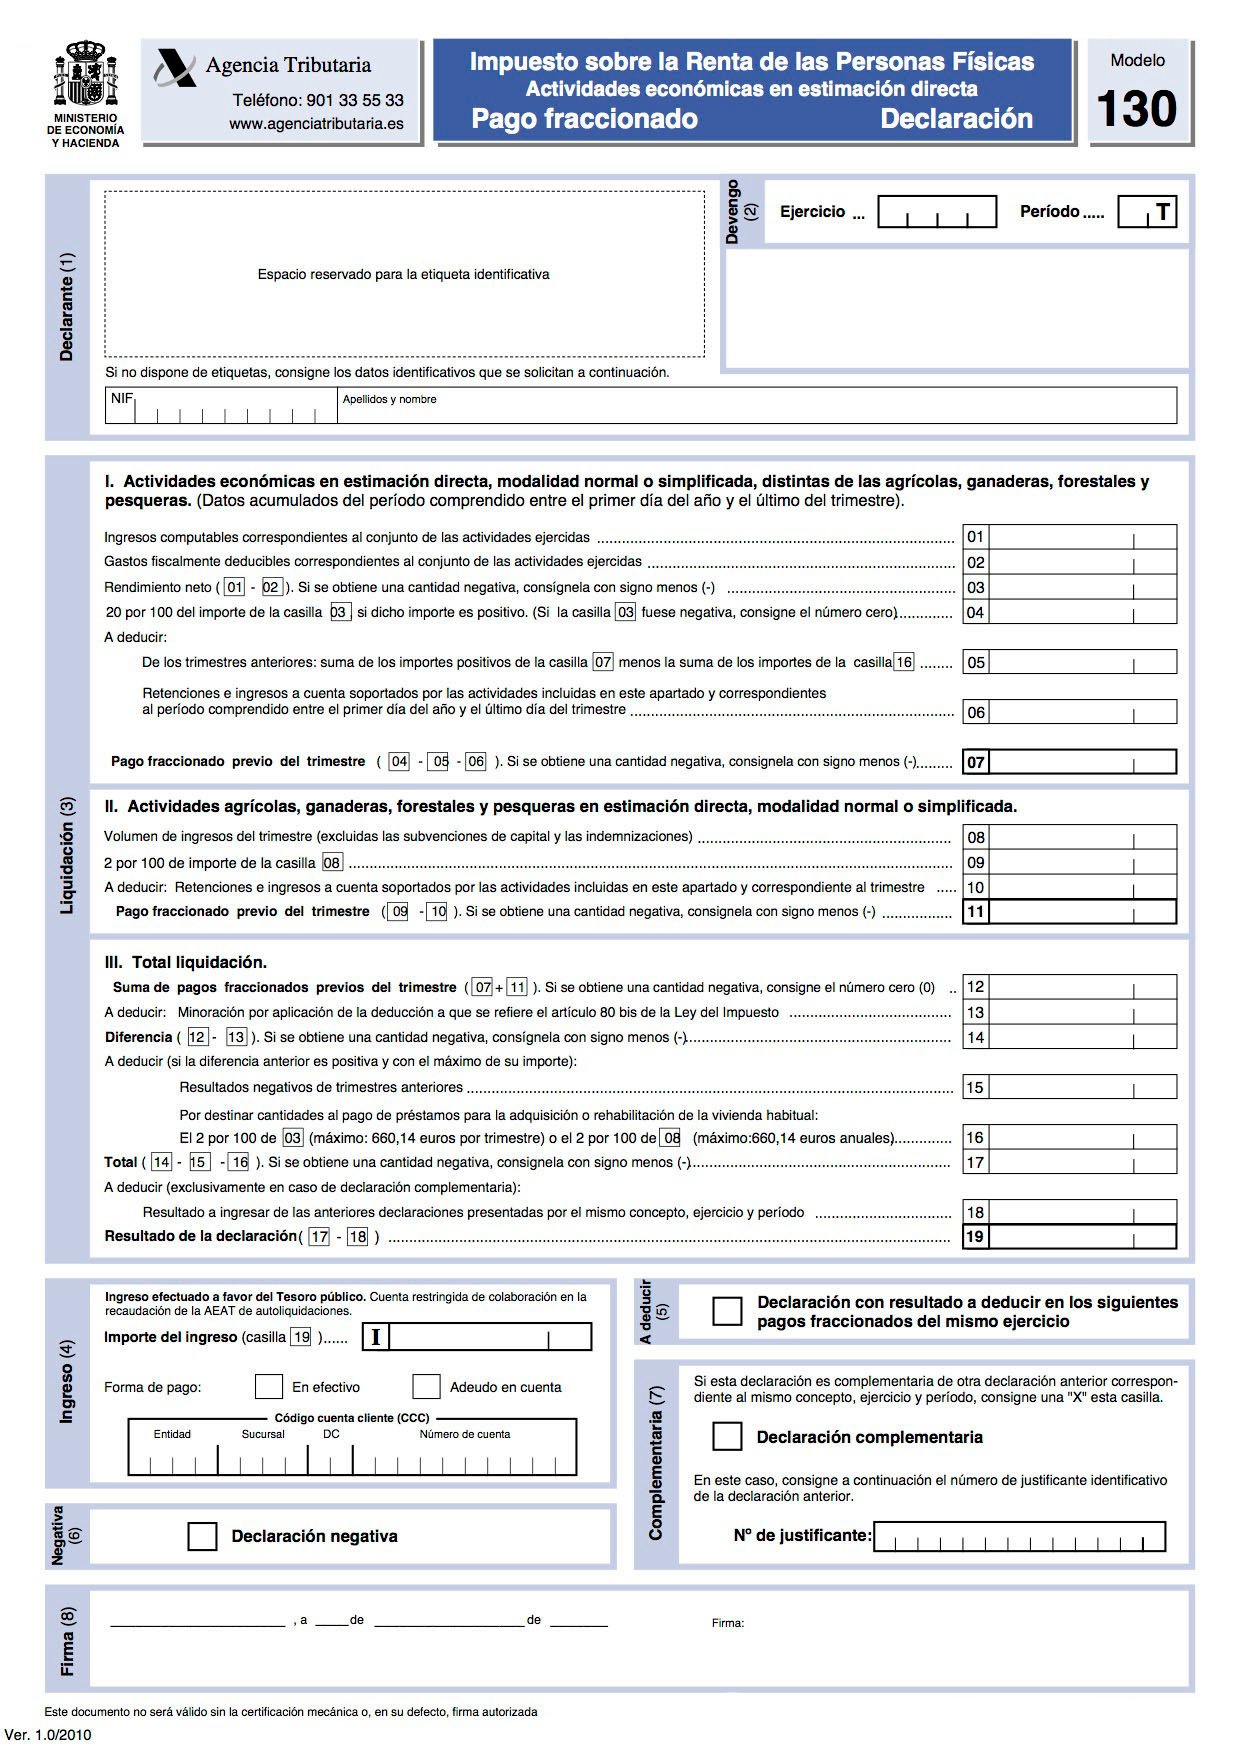 MINISTERIO
DE ECONOMÍA
Y HACIENDA
Agencia Tributaria
Teléfono: 901 33 55 33
www.agenciatributaria.es
Impuesto sobre la Renta de las Personas Físicas
Actividades económicas en estimación directa
Pago fraccionado Declaración
Modelo
130
Declarante (1)
Espacio reservado para la etiqueta identificativa
Devengo (2)
Ejercicio ...
Período ..... T
Si no dispone de etiquetas, consigne los datos identificativos que se solicitan a continuación.
NIF
Apellidos y nombre
Liquidación (3)
I. Actividades económicas en estimación directa, modalidad normal o simplificada, distintas de las agrícolas, ganaderas, forestales y
pesqueras. (Datos acumulados del período comprendido entre el primer día del año y el último del trimestre).
Ingresos computables correspondientes al conjunto de las actividades ejercidas ..... 01
Gastos fiscalmente deducibles correspondientes al conjunto de las actividades ejercidas ..... 02
Rendimiento neto ( 01 - 02 ). Si se obtiene una cantidad negativa, consígnela con signo menos (-) ..... 03
20 por 100 del importe de la casilla 03 , si dicho importe es positivo. (Si la casilla 03 fuese negativa, consigne el número cero) ..... 04
A deducir:
De los trimestres anteriores: suma de los importes positivos de la casilla 07 menos la suma de los importes de la casilla 16 ........ 05
Retenciones e ingresos a cuenta soportados por las actividades incluidas en este apartado y correspondientes
al período comprendido entre el primer día del año y el último día del trimestre ..... 06
Pago fraccionado previo del trimestre ( 04 - 05 - 06 ). Si se obtiene una cantidad negativa, consignela con signo menos (-)......... 07
II. Actividades agrícolas, ganaderas, forestales y pesqueras en estimación directa, modalidad normal o simplificada.
Volumen de ingresos del trimestre (excluidas las subvenciones de capital y las indemnizaciones) ..... 08
2 por 100 de importe de la casilla 08 ..... 09
A deducir: Retenciones e ingresos a cuenta soportados por las actividades incluidas en este apartado y correspondiente al trimestre ..... 10
Pago fraccionado previo del trimestre ( 09 - 10 ). Si se obtiene una cantidad negativa, consignela con signo menos (-) ................. 11
III. Total liquidación.
Suma de pagos fraccionados previos del trimestre ( 07 + 11 ). Si se obtiene una cantidad negativa, consigne el número cero (0) .. 12
A deducir: Minoración por aplicación de la deducción a que se refiere el artículo 80 bis de la Ley del Impuesto ..... 13
Diferencia ( 12 - 13 ). Si se obtiene una cantidad negativa, consígnela con signo menos (-)..... 14
A deducir (si la diferencia anterior es positiva y con el máximo de su importe):
Resultados negativos de trimestres anteriores ..... 15
Por destinar cantidades al pago de préstamos para la adquisición o rehabilitación de la vivienda habitual:
El 2 por 100 de 03 (máximo: 660,14 euros por trimestre) o el 2 por 100 de 08 (máximo:660,14 euros anuales).............. 16
Total ( 14 - 15 - 16 ). Si se obtiene una cantidad negativa, consignela con signo menos (-)..... 17
A deducir (exclusivamente en caso de declaración complementaria):
Resultado a ingresar de las anteriores declaraciones presentadas por el mismo concepto, ejercicio y período ..... 18
Resultado de la declaración( 17 - 18 ) ..... 19
Ingreso (4)
Ingreso efectuado a favor del Tesoro público. Cuenta restringida de colaboración en la
recaudación de la AEAT de autoliquidaciones.
Importe del ingreso (casilla 19 )...... I
Forma de pago: En efectivo Adeudo en cuenta
Código cuenta cliente (CCC)
Entidad Sucursal DC Número de cuenta
A deducir (5)
Declaración con resultado a deducir en los siguientes
pagos fraccionados del mismo ejercicio
Complementaria (7)
Si esta declaración es complementaria de otra declaración anterior correspon-
diente al mismo concepto, ejercicio y período, consigne una "X" esta casilla.
Declaración complementaria
En este caso, consigne a continuación el número de justificante identificativo
de la declaración anterior.
Nº de justificante:
Negativa (6)
Declaración negativa
Firma (8)
, a de de
Firma:
Este documento no será válido sin la certificación mecánica o, en su defecto, firma autorizada
Ver. 1.0/2010